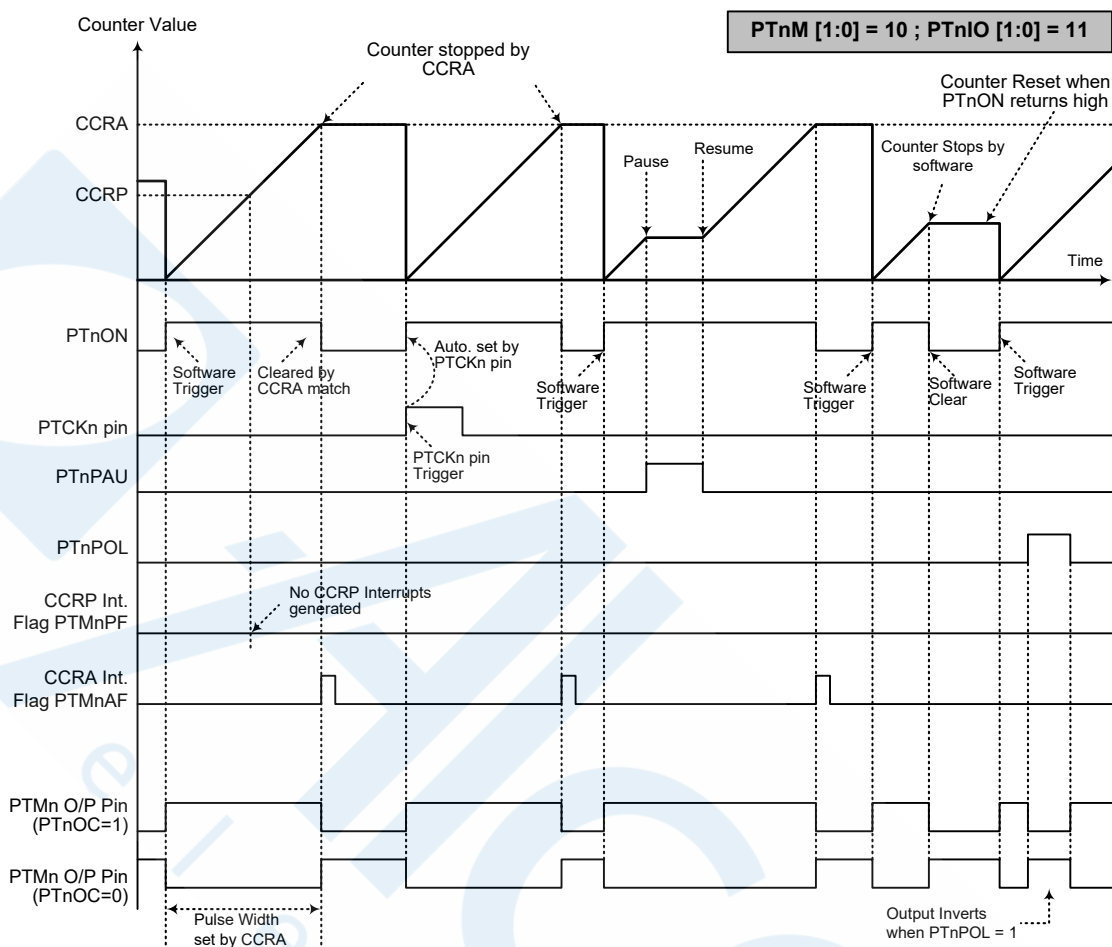 Counter Value
PTnM [1:0] = 10 ; PTnIO [1:0] = 11
Counter stopped by
CCRA
Counter Reset when
PTnON returns high
CCRA
CCRP
Pause
Resume
Counter Stops by
software
Time
PTnON
Software
Trigger
Cleared by
CCRA match
Auto. set by
PTCKn pin
Software
Trigger
Software
Trigger
Software
Clear
Software
Trigger
PTCKn pin
PTCKn pin
Trigger
PTnPAU
PTnPOL
CCRP Int.
Flag PTMnPF
No CCRP Interrupts
generated
CCRA Int.
Flag PTMnAF
PTMn O/P Pin
(PTnOC=1)
PTMn O/P Pin
(PTnOC=0)
Pulse Width
set by CCRA
Output Inverts
when PTnPOL = 1